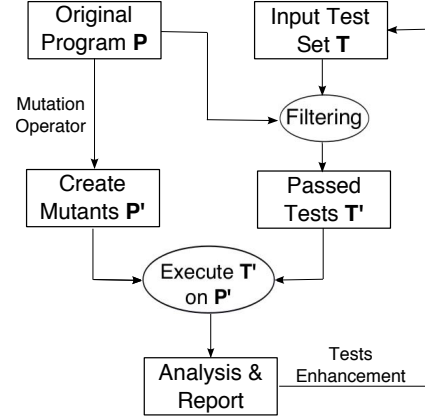 Original
Program P
Input Test
Set T
Mutation
Operator
Filtering
Create
Mutants P'
Passed
Tests T'
Execute T'
on P'
Analysis &
Report
Tests
Enhancement